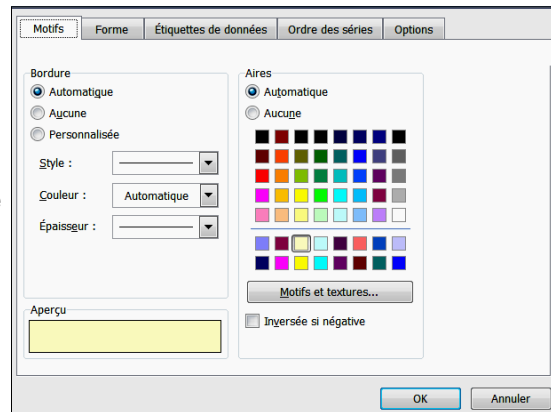 Motifs Forme Étiquettes de données Ordre des séries Options
Bordure
Automatique
Aucune
Personnalisée
Style :
Couleur : Automatique
Épaisseur :
Aperçu
Aires
Automatique
Aucune
Motifs et textures...
Inversée si négative
OK Annuler